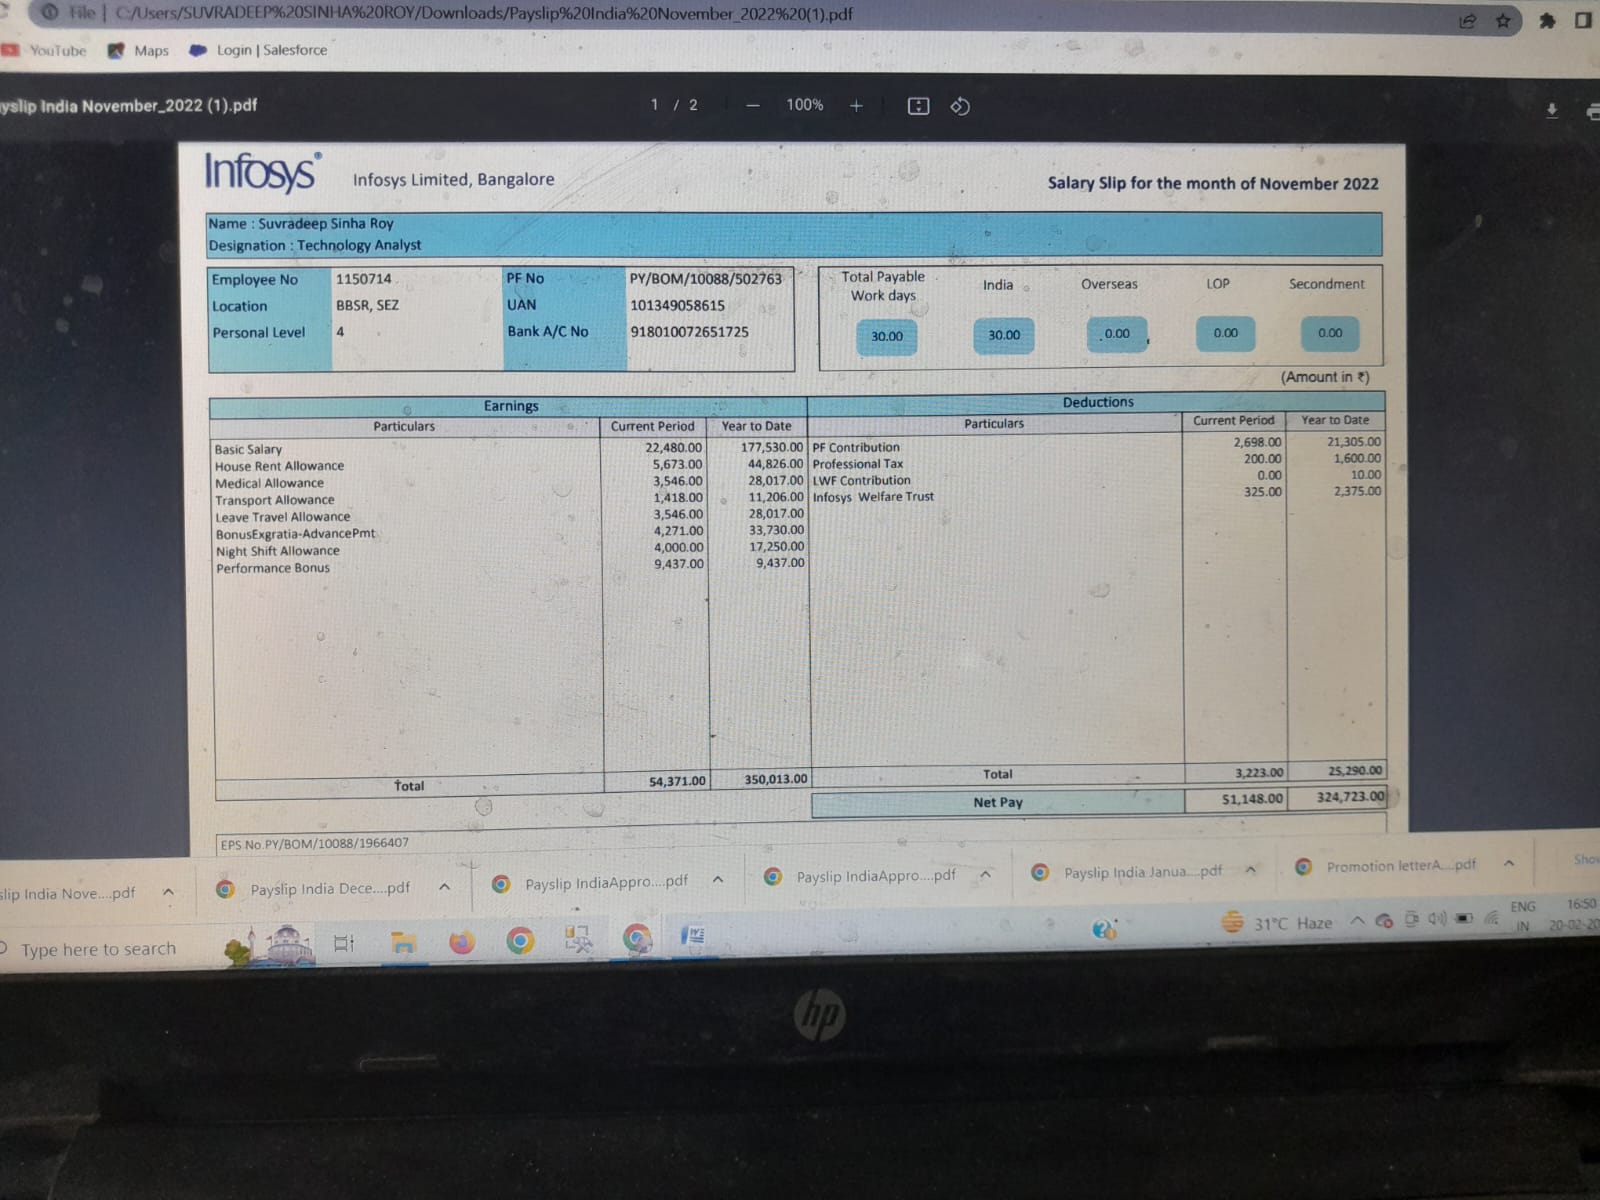 File | C:/Users/SUVRADEEP%20SINHA%20ROY/Downloads/Payslip%20India%20November_2022%20(1).pdf
YouTube Maps Login | Salesforce
ayslip India November_2022 (1).pdf 1 / 2 — 100% +
Infosys® Infosys Limited, Bangalore Salary Slip for the month of November 2022
Name : Suvradeep Sinha Roy
Designation : Technology Analyst
Employee No 1150714 PF No PY/BOM/10088/502763
Location BBSR, SEZ UAN 101349058615
Personal Level 4 Bank A/C No 918010072651725
Total Payable Work days India Overseas LOP Secondment
30.00 30.00 0.00 0.00 0.00
(Amount in ₹)
Earnings Deductions
Particulars Current Period Year to Date Particulars Current Period Year to Date
Basic Salary 22,480.00 177,530.00 PF Contribution 2,698.00 21,305.00
House Rent Allowance 5,673.00 44,826.00 Professional Tax 200.00 1,600.00
Medical Allowance 3,546.00 28,017.00 LWF Contribution 0.00 10.00
Transport Allowance 1,418.00 11,206.00 Infosys Welfare Trust 325.00 2,375.00
Leave Travel Allowance 3,546.00 28,017.00
BonusExgratia-AdvancePmt 4,271.00 33,730.00
Night Shift Allowance 4,000.00 17,250.00
Performance Bonus 9,437.00 9,437.00
Total 54,371.00 350,013.00 Total 3,223.00 25,290.00
Net Pay 51,148.00 324,723.00
EPS No.PY/BOM/10088/1966407
slip India Nove....pdf Payslip India Dece....pdf Payslip IndiaAppro....pdf Payslip IndiaAppro....pdf Payslip India Janua....pdf Promotion letterA....pdf Show
Type here to search 31°C Haze ENG IN 16:50 20-02-20
hp